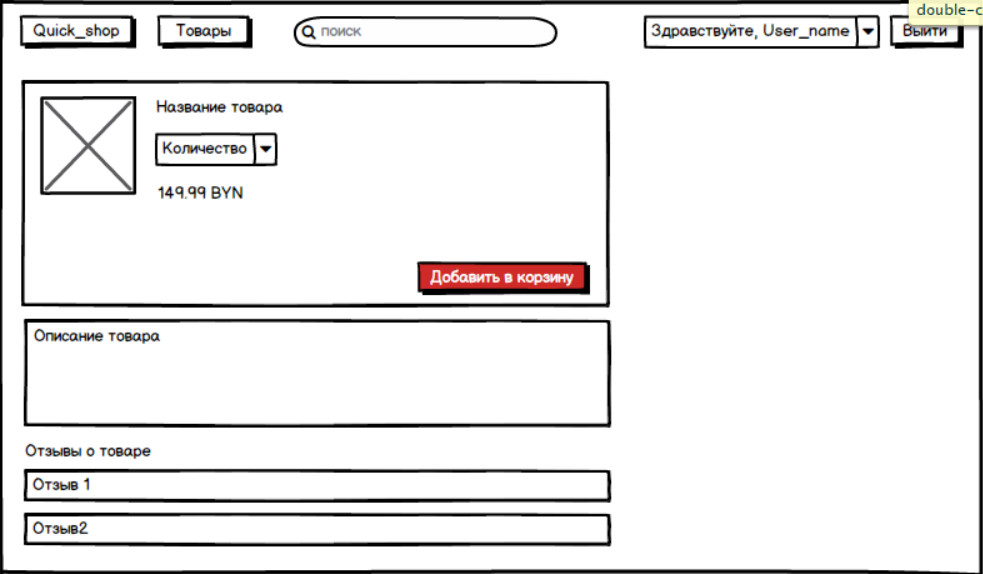 Quick_shop
Товары
поиск
Здравствуйте, User_name
Выйти
double-c
Название товара
Количество
149.99 BYN
Добавить в корзину
Описание товара
Отзывы о товаре
Отзыв 1
Отзыв2